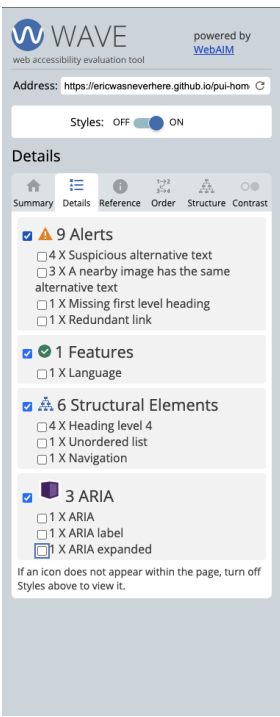 WAVE
web accessibility evaluation tool
powered by
WebAIM
Address: https://ericwasneverhere.github.io/pui-hom
Styles: OFF ON
Details
Summary Details Reference Order Structure Contrast
9 Alerts
4 X Suspicious alternative text
3 X A nearby image has the same
alternative text
1 X Missing first level heading
1 X Redundant link
1 Features
1 X Language
6 Structural Elements
4 X Heading level 4
1 X Unordered list
1 X Navigation
3 ARIA
1 X ARIA
1 X ARIA label
1 X ARIA expanded
If an icon does not appear within the page, turn off
Styles above to view it.